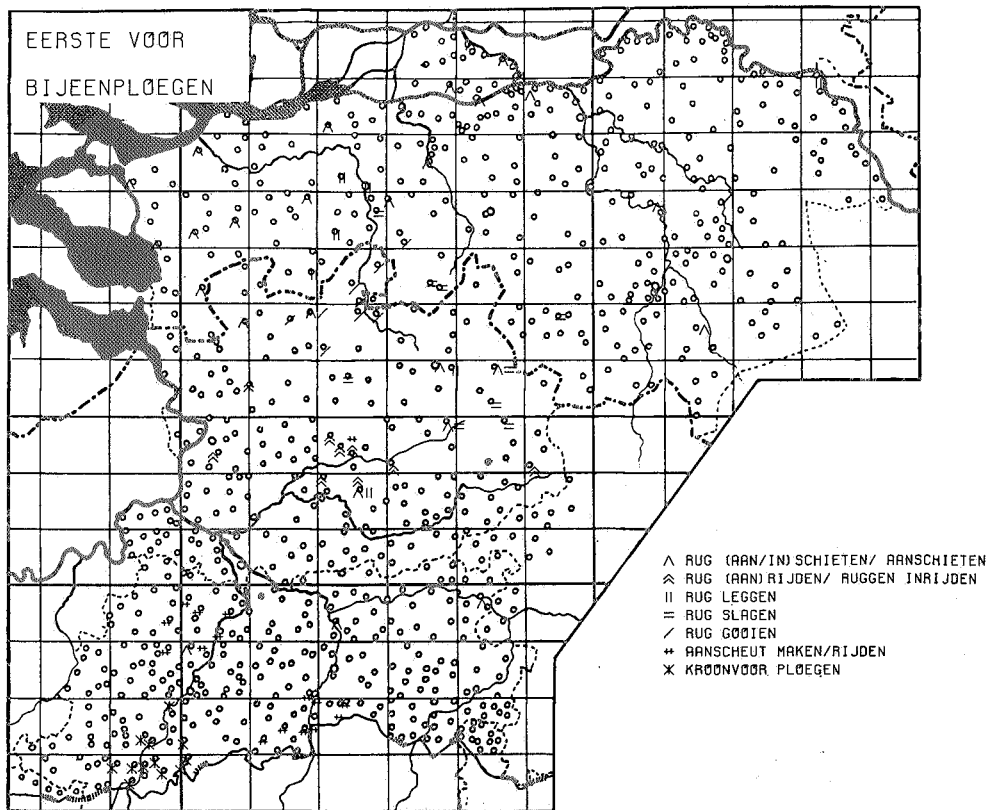 EERSTE VOOR
BIJEENPLOEGEN
∧ RUG (AAN/IN) SCHIETEN/ AANSCHIETEN
⩓ RUG (AAN) RIJDEN/ RUGGEN INRIJDEN
|| RUG LEGGEN
= RUG SLAGEN
/ RUG GOOIEN
# AANSCHEUT MAKEN/RIJDEN
ж KROONVOOR PLOEGEN